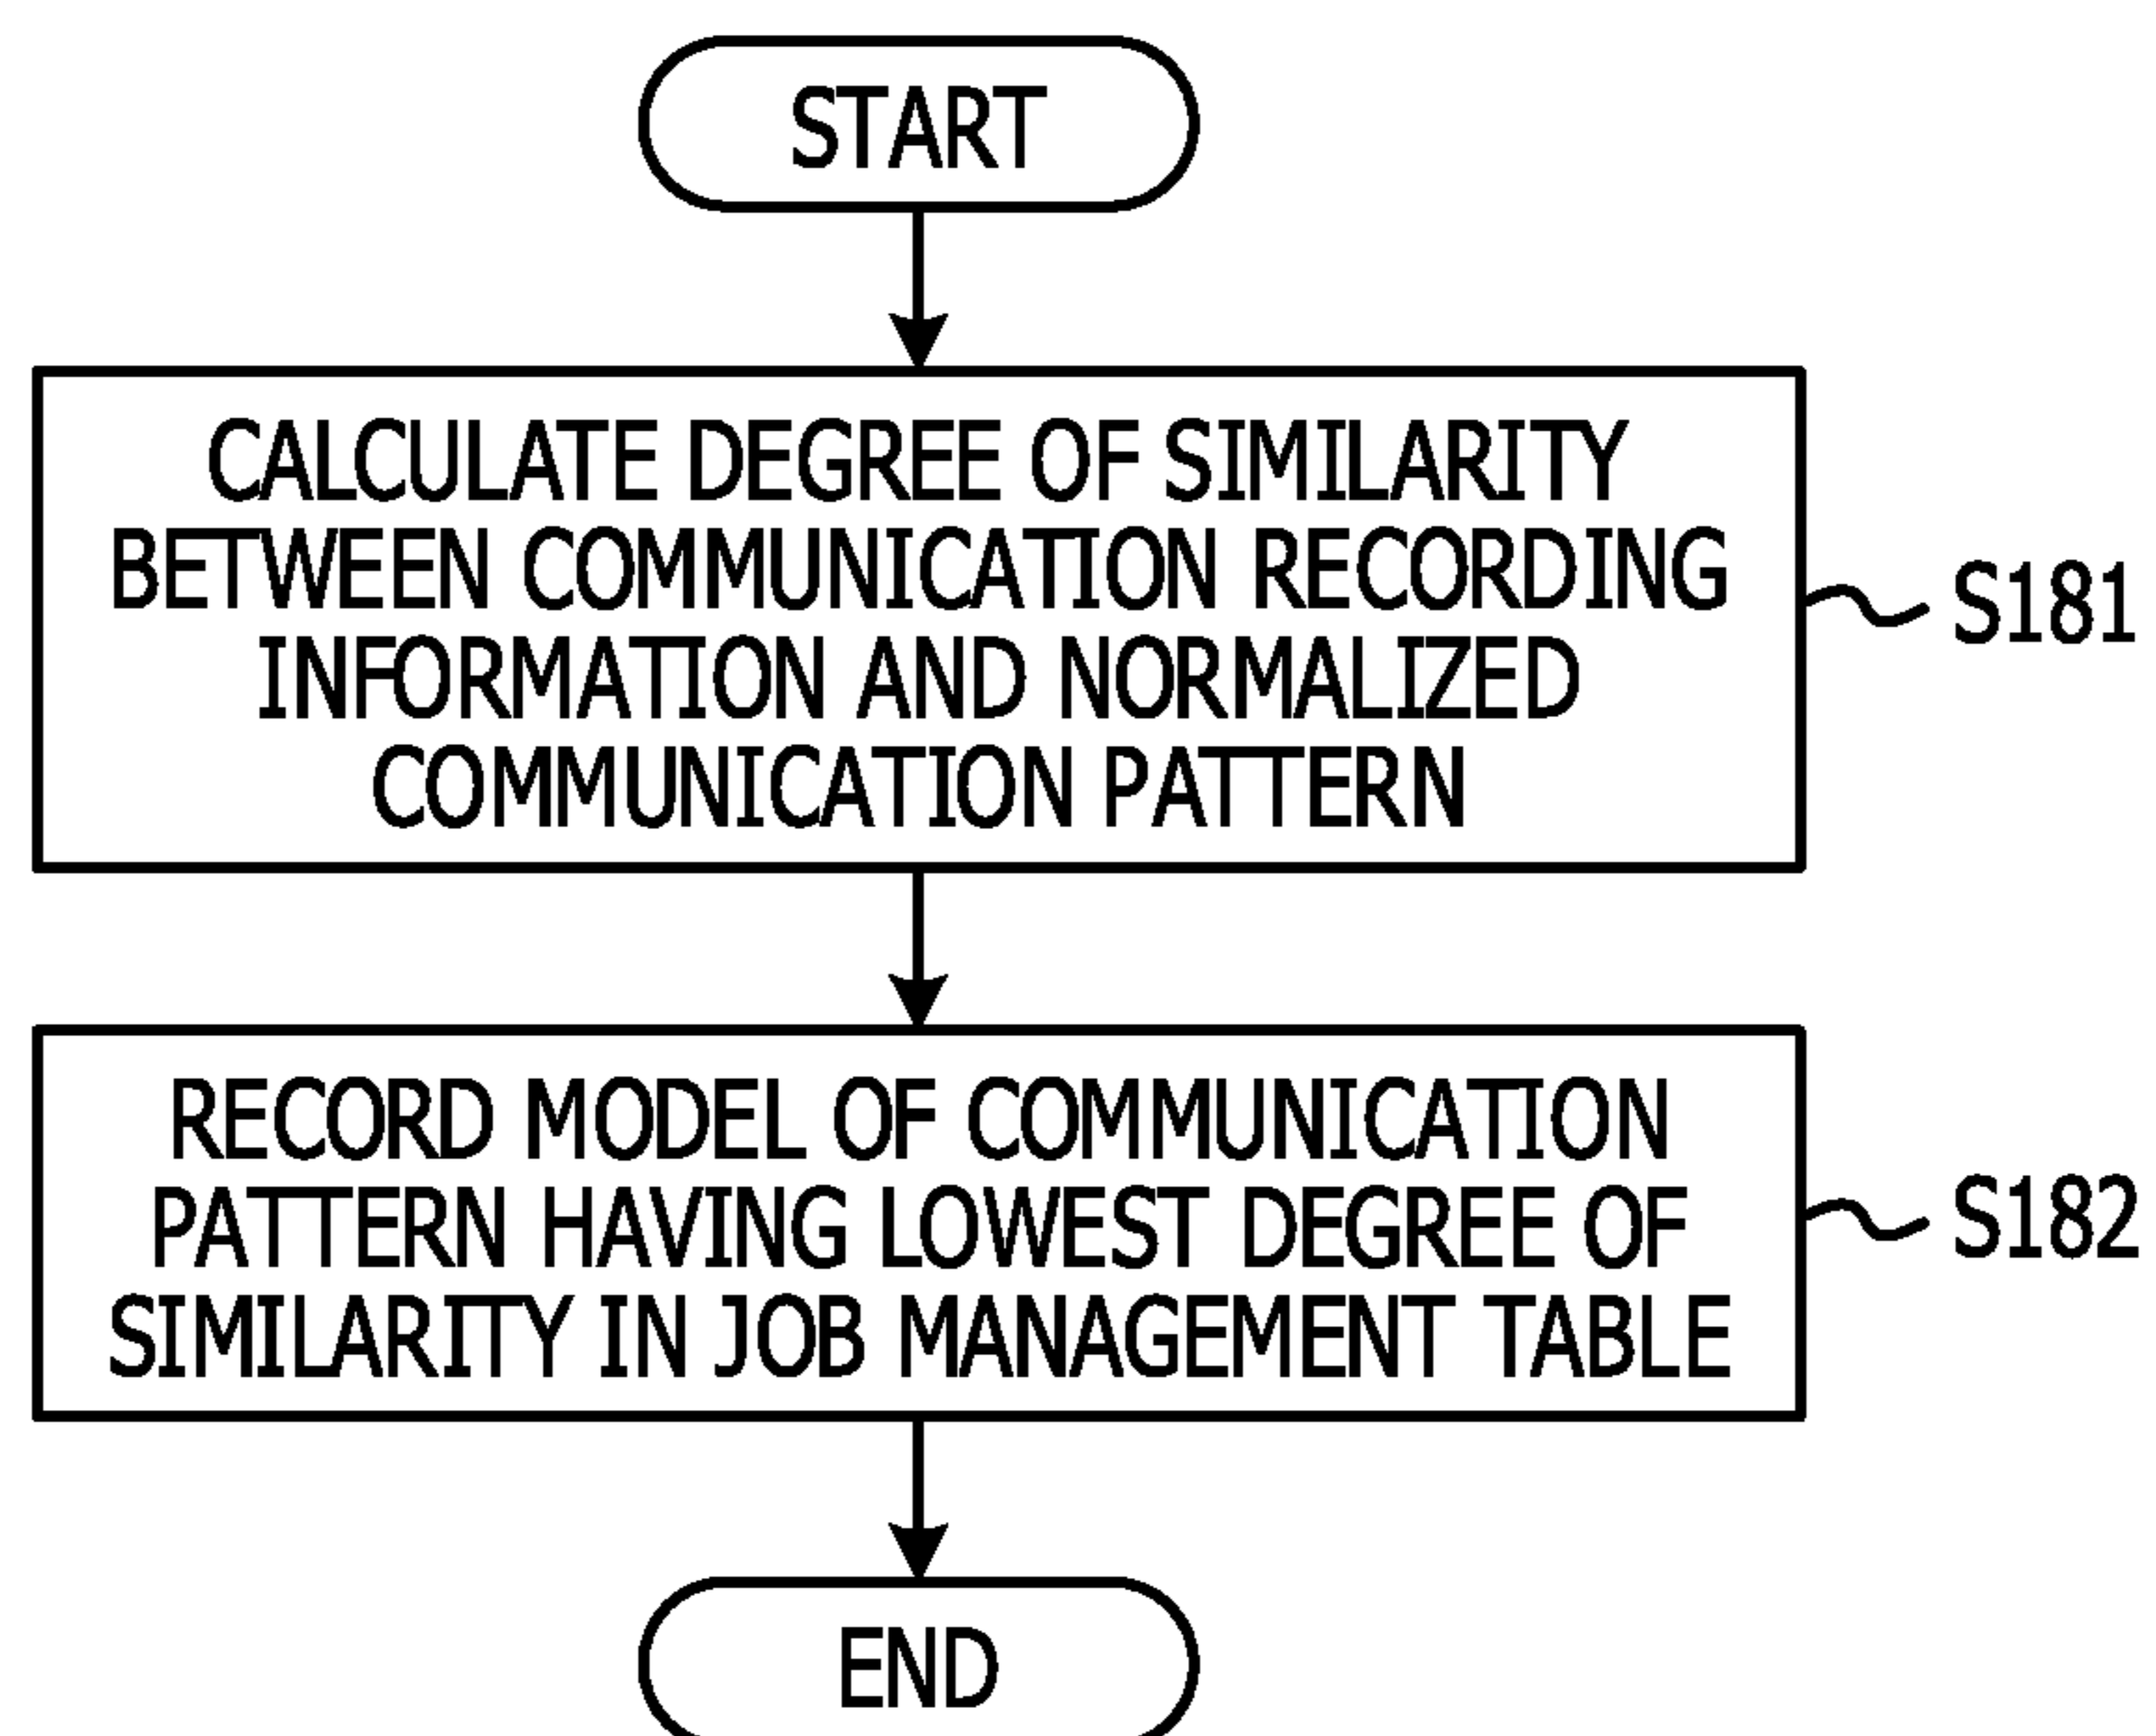 START
CALCULATE DEGREE OF SIMILARITY
BETWEEN COMMUNICATION RECORDING
INFORMATION AND NORMALIZED
COMMUNICATION PATTERN
S181
RECORD MODEL OF COMMUNICATION
PATTERN HAVING LOWEST DEGREE OF
SIMILARITY IN JOB MANAGEMENT TABLE
S182
END